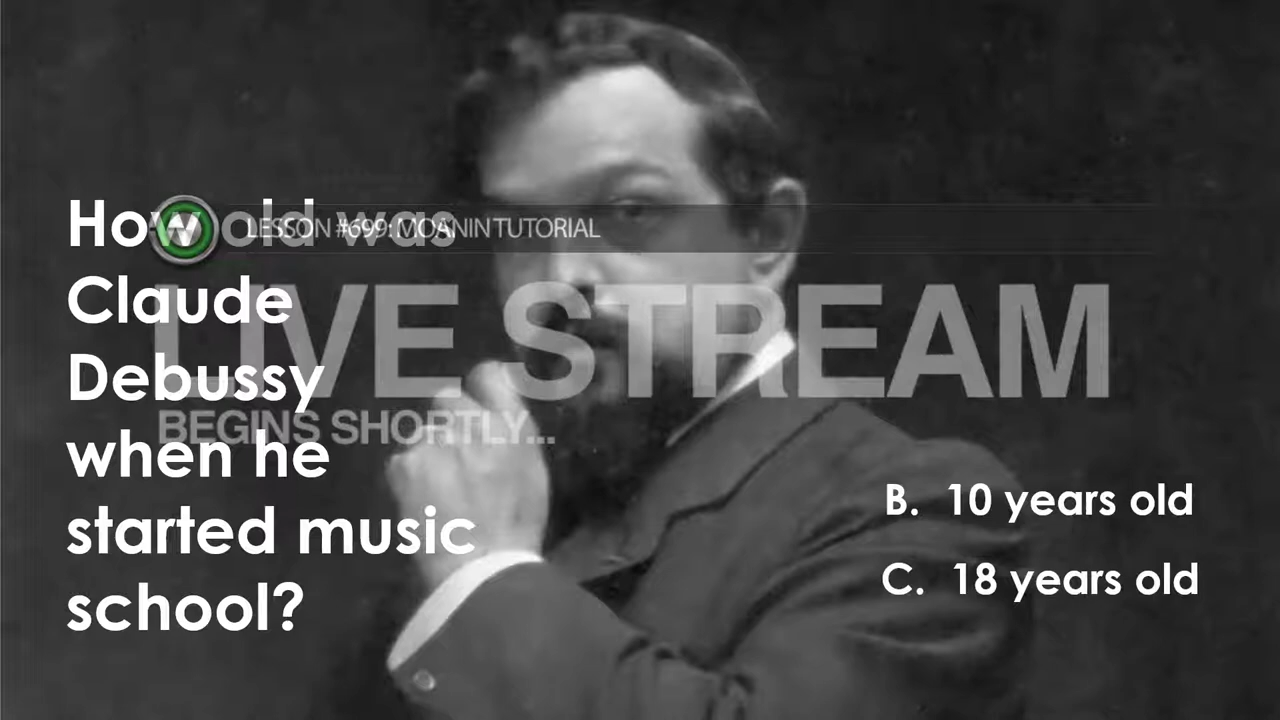 How old was
Claude
Debussy
when he
started music
school?
W
LESSON #699: MOANIN TUTORIAL
LIVE STREAM
BEGINS SHORTLY...
B. 10 years old
C. 18 years old